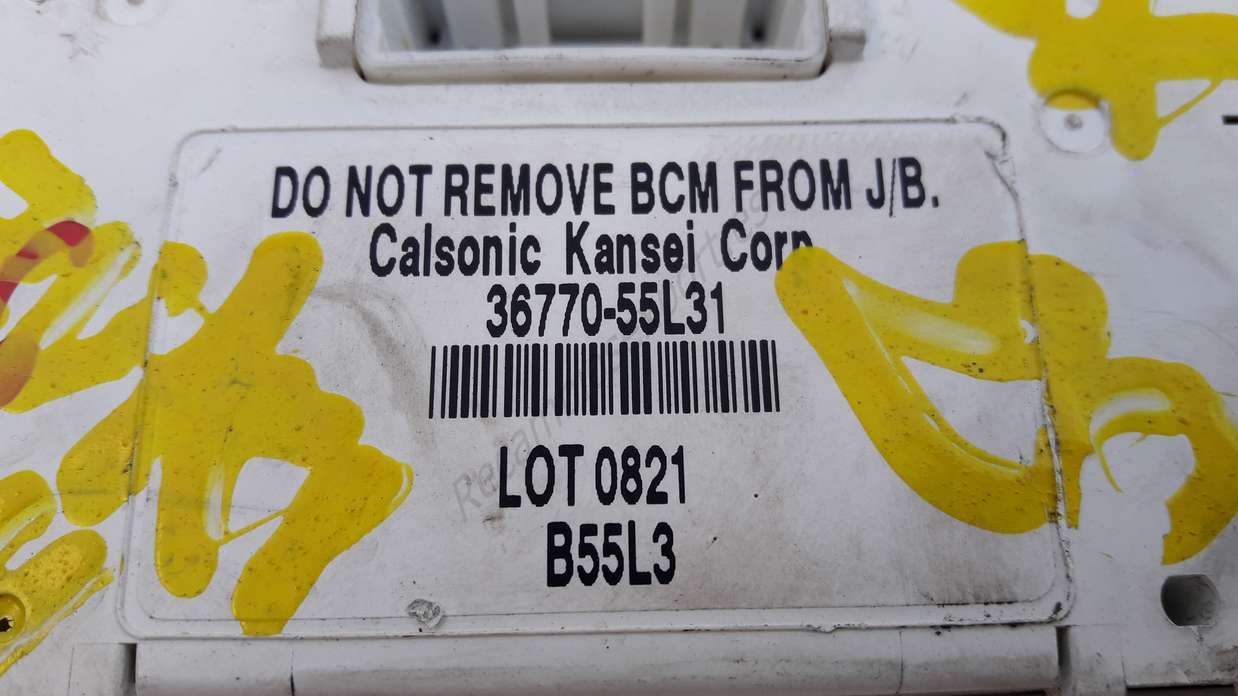 DO NOT REMOVE BCM FROM J/B.
Calsonic Kansei Corp
36770-55L31
LOT 0821
B55L3